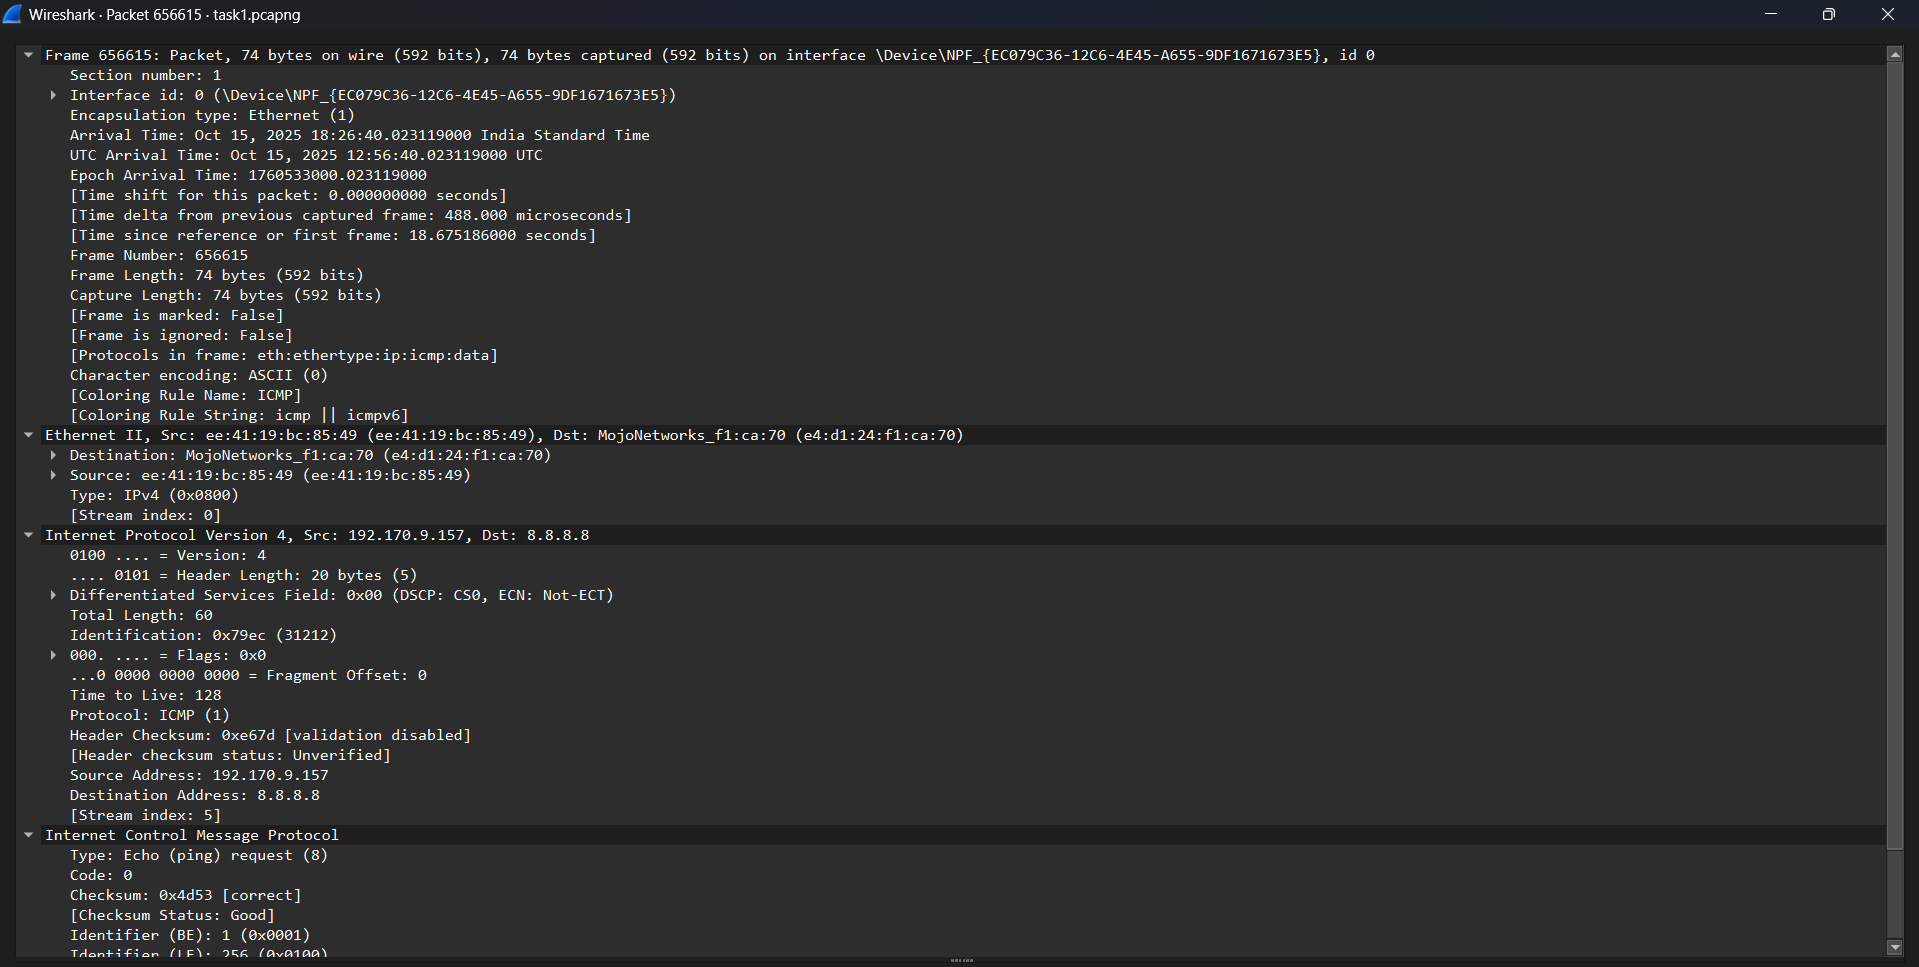 Wireshark · Packet 656615 · task1.pcapng
Frame 656615: Packet, 74 bytes on wire (592 bits), 74 bytes captured (592 bits) on interface \Device\NPF_{EC079C36-12C6-4E45-A655-9DF1671673E5}, id 0
Section number: 1
Interface id: 0 (\Device\NPF_{EC079C36-12C6-4E45-A655-9DF1671673E5})
Encapsulation type: Ethernet (1)
Arrival Time: Oct 15, 2025 18:26:40.023119000 India Standard Time
UTC Arrival Time: Oct 15, 2025 12:56:40.023119000 UTC
Epoch Arrival Time: 1760533000.023119000
[Time shift for this packet: 0.000000000 seconds]
[Time delta from previous captured frame: 488.000 microseconds]
[Time since reference or first frame: 18.675186000 seconds]
Frame Number: 656615
Frame Length: 74 bytes (592 bits)
Capture Length: 74 bytes (592 bits)
[Frame is marked: False]
[Frame is ignored: False]
[Protocols in frame: eth:ethertype:ip:icmp:data]
Character encoding: ASCII (0)
[Coloring Rule Name: ICMP]
[Coloring Rule String: icmp || icmpv6]
Ethernet II, Src: ee:41:19:bc:85:49 (ee:41:19:bc:85:49), Dst: MojoNetworks_f1:ca:70 (e4:d1:24:f1:ca:70)
Destination: MojoNetworks_f1:ca:70 (e4:d1:24:f1:ca:70)
Source: ee:41:19:bc:85:49 (ee:41:19:bc:85:49)
Type: IPv4 (0x0800)
[Stream index: 0]
Internet Protocol Version 4, Src: 192.170.9.157, Dst: 8.8.8.8
0100 .... = Version: 4
.... 0101 = Header Length: 20 bytes (5)
Differentiated Services Field: 0x00 (DSCP: CS0, ECN: Not-ECT)
Total Length: 60
Identification: 0x79ec (31212)
000. .... = Flags: 0x0
...0 0000 0000 0000 = Fragment Offset: 0
Time to Live: 128
Protocol: ICMP (1)
Header Checksum: 0xe67d [validation disabled]
[Header checksum status: Unverified]
Source Address: 192.170.9.157
Destination Address: 8.8.8.8
[Stream index: 5]
Internet Control Message Protocol
Type: Echo (ping) request (8)
Code: 0
Checksum: 0x4d53 [correct]
[Checksum Status: Good]
Identifier (BE): 1 (0x0001)
Identifier (LE): 256 (0x0100)